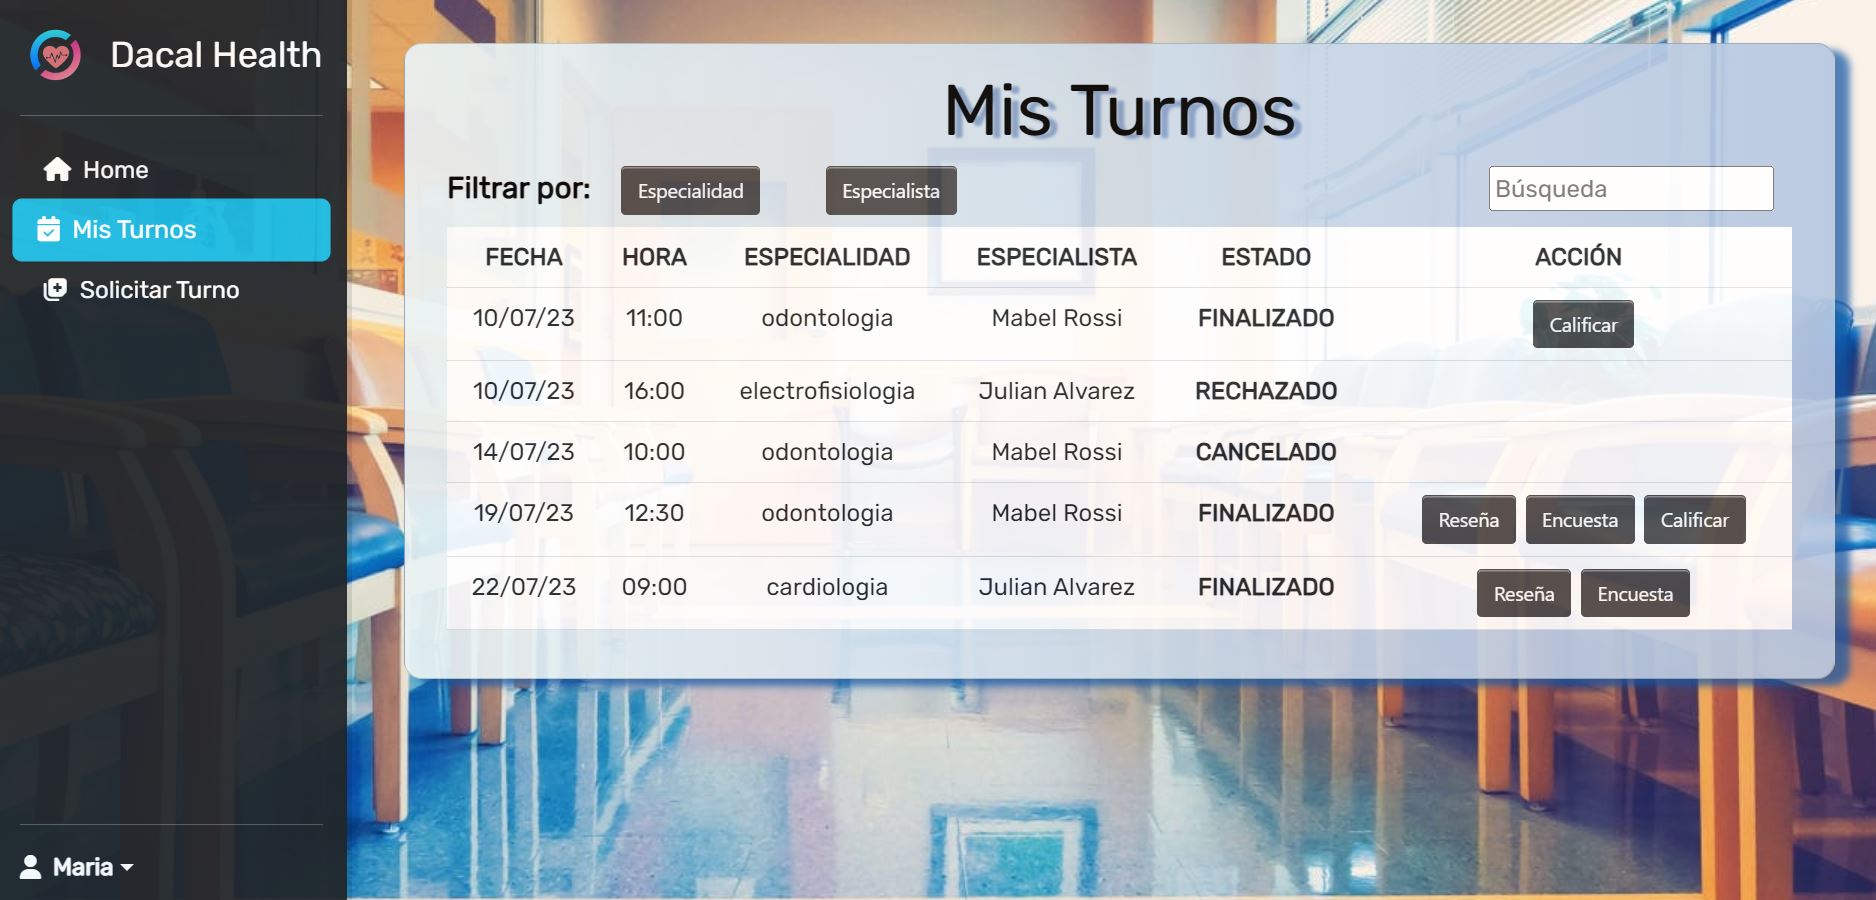 Dacal Health
Home
Mis Turnos
Solicitar Turno
Maria
Mis Turnos
Filtrar por: Especialidad Especialista Búsqueda
FECHA HORA ESPECIALIDAD ESPECIALISTA ESTADO ACCIÓN
10/07/23 11:00 odontologia Mabel Rossi FINALIZADO Calificar
10/07/23 16:00 electrofisiologia Julian Alvarez RECHAZADO
14/07/23 10:00 odontologia Mabel Rossi CANCELADO
19/07/23 12:30 odontologia Mabel Rossi FINALIZADO Reseña Encuesta Calificar
22/07/23 09:00 cardiologia Julian Alvarez FINALIZADO Reseña Encuesta